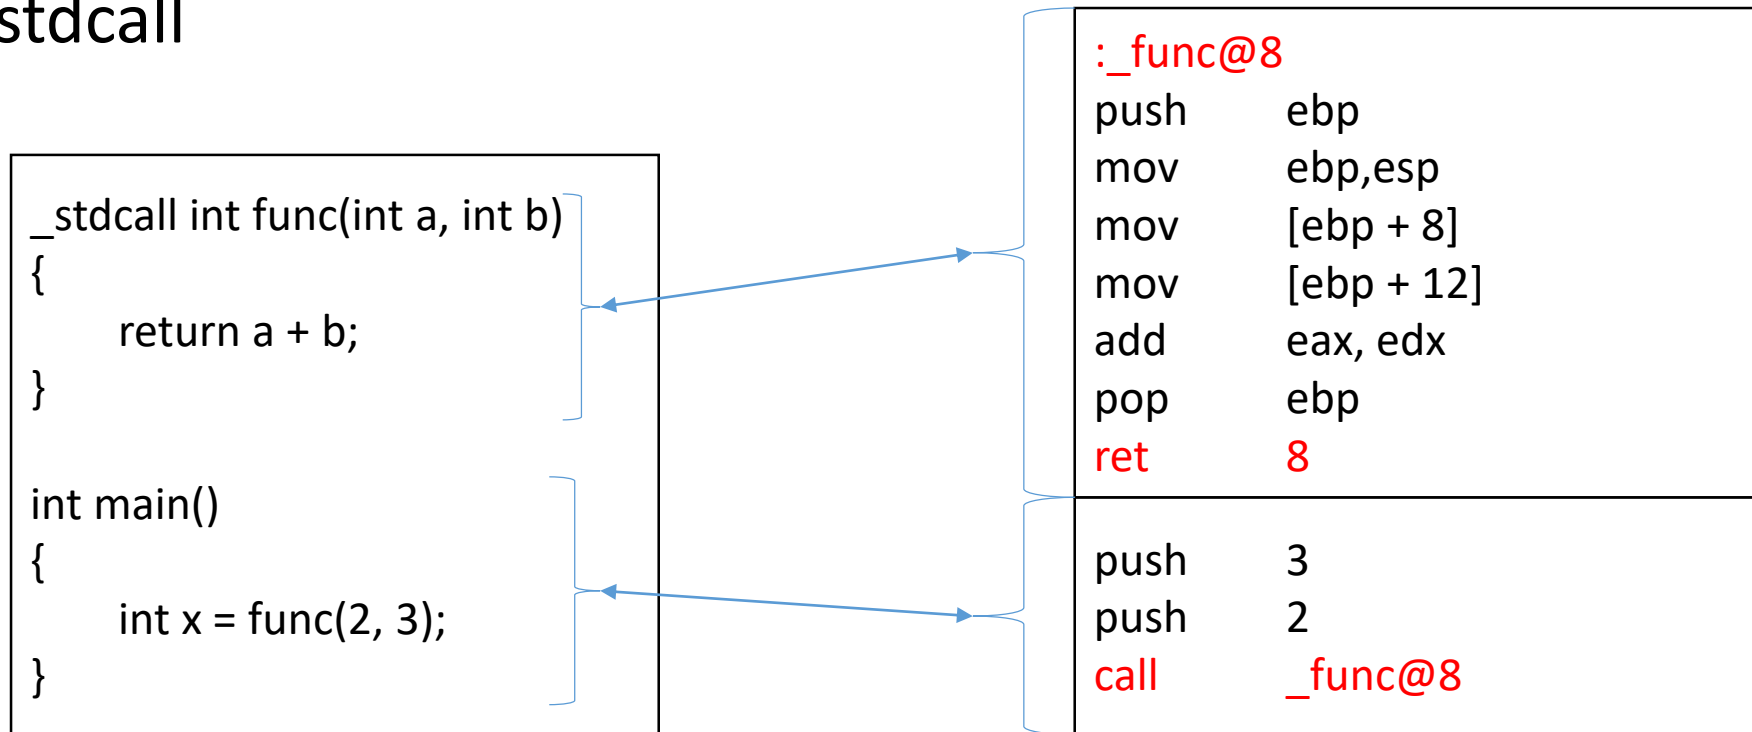 stdcall
_stdcall int func(int a, int b)
{
return a + b;
}
int main()
{
int x = func(2, 3);
}
:_func@8
push ebp
mov ebp,esp
mov [ebp + 8]
mov [ebp + 12]
add eax, edx
pop ebp
ret 8
push 3
push 2
call _func@8